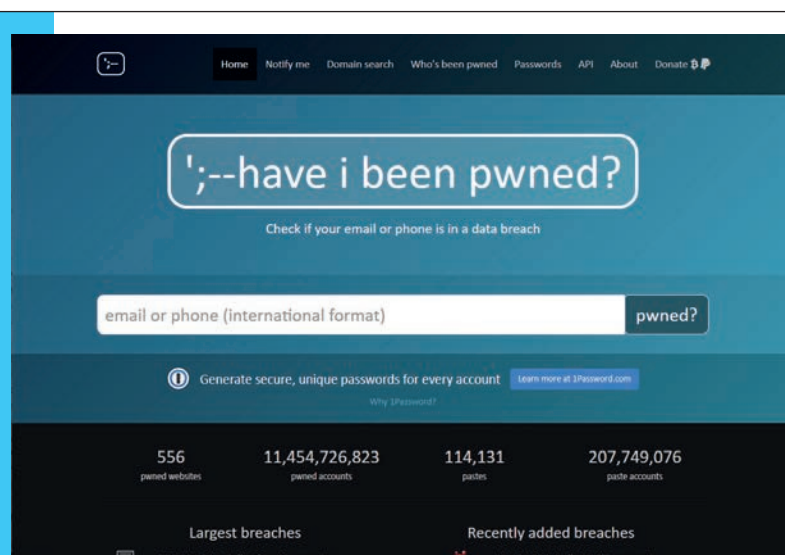 ';--
Home Notify me Domain search Who's been pwned Passwords API About Donate
';--have i been pwned?
Check if your email or phone is in a data breach
email or phone (international format) pwned?
Generate secure, unique passwords for every account Learn more at 1Password.com
Why 1Password?
556 11,454,726,823 114,131 207,749,076
pwned websites pwned accounts pastes paste accounts
Largest breaches Recently added breaches